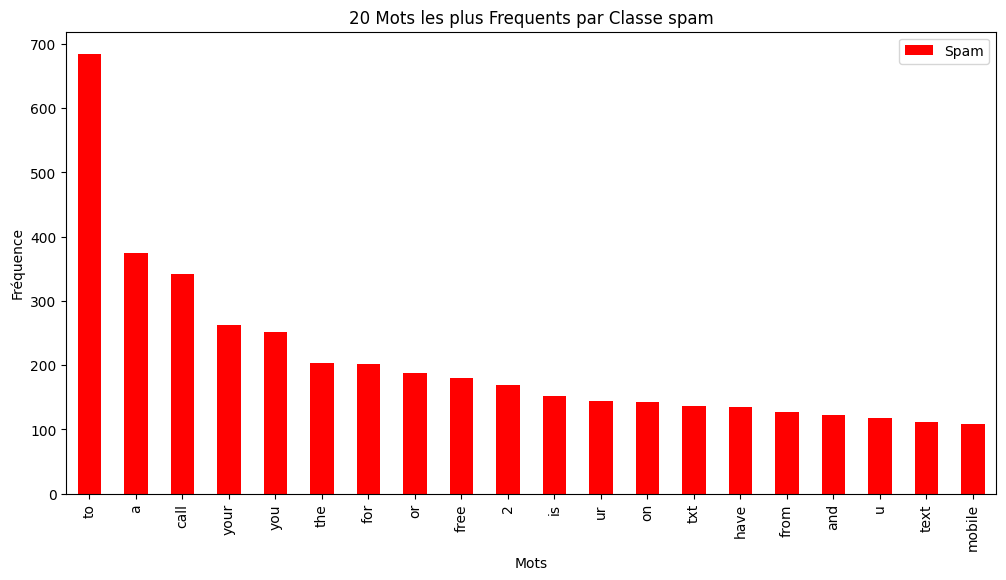 20 Mots les plus Frequents par Classe spam
Spam
Fréquence
700
600
500
400
300
200
100
0
to
a
call
your
you
the
for
or
free
2
is
ur
on
txt
have
from
and
u
text
mobile
Mots